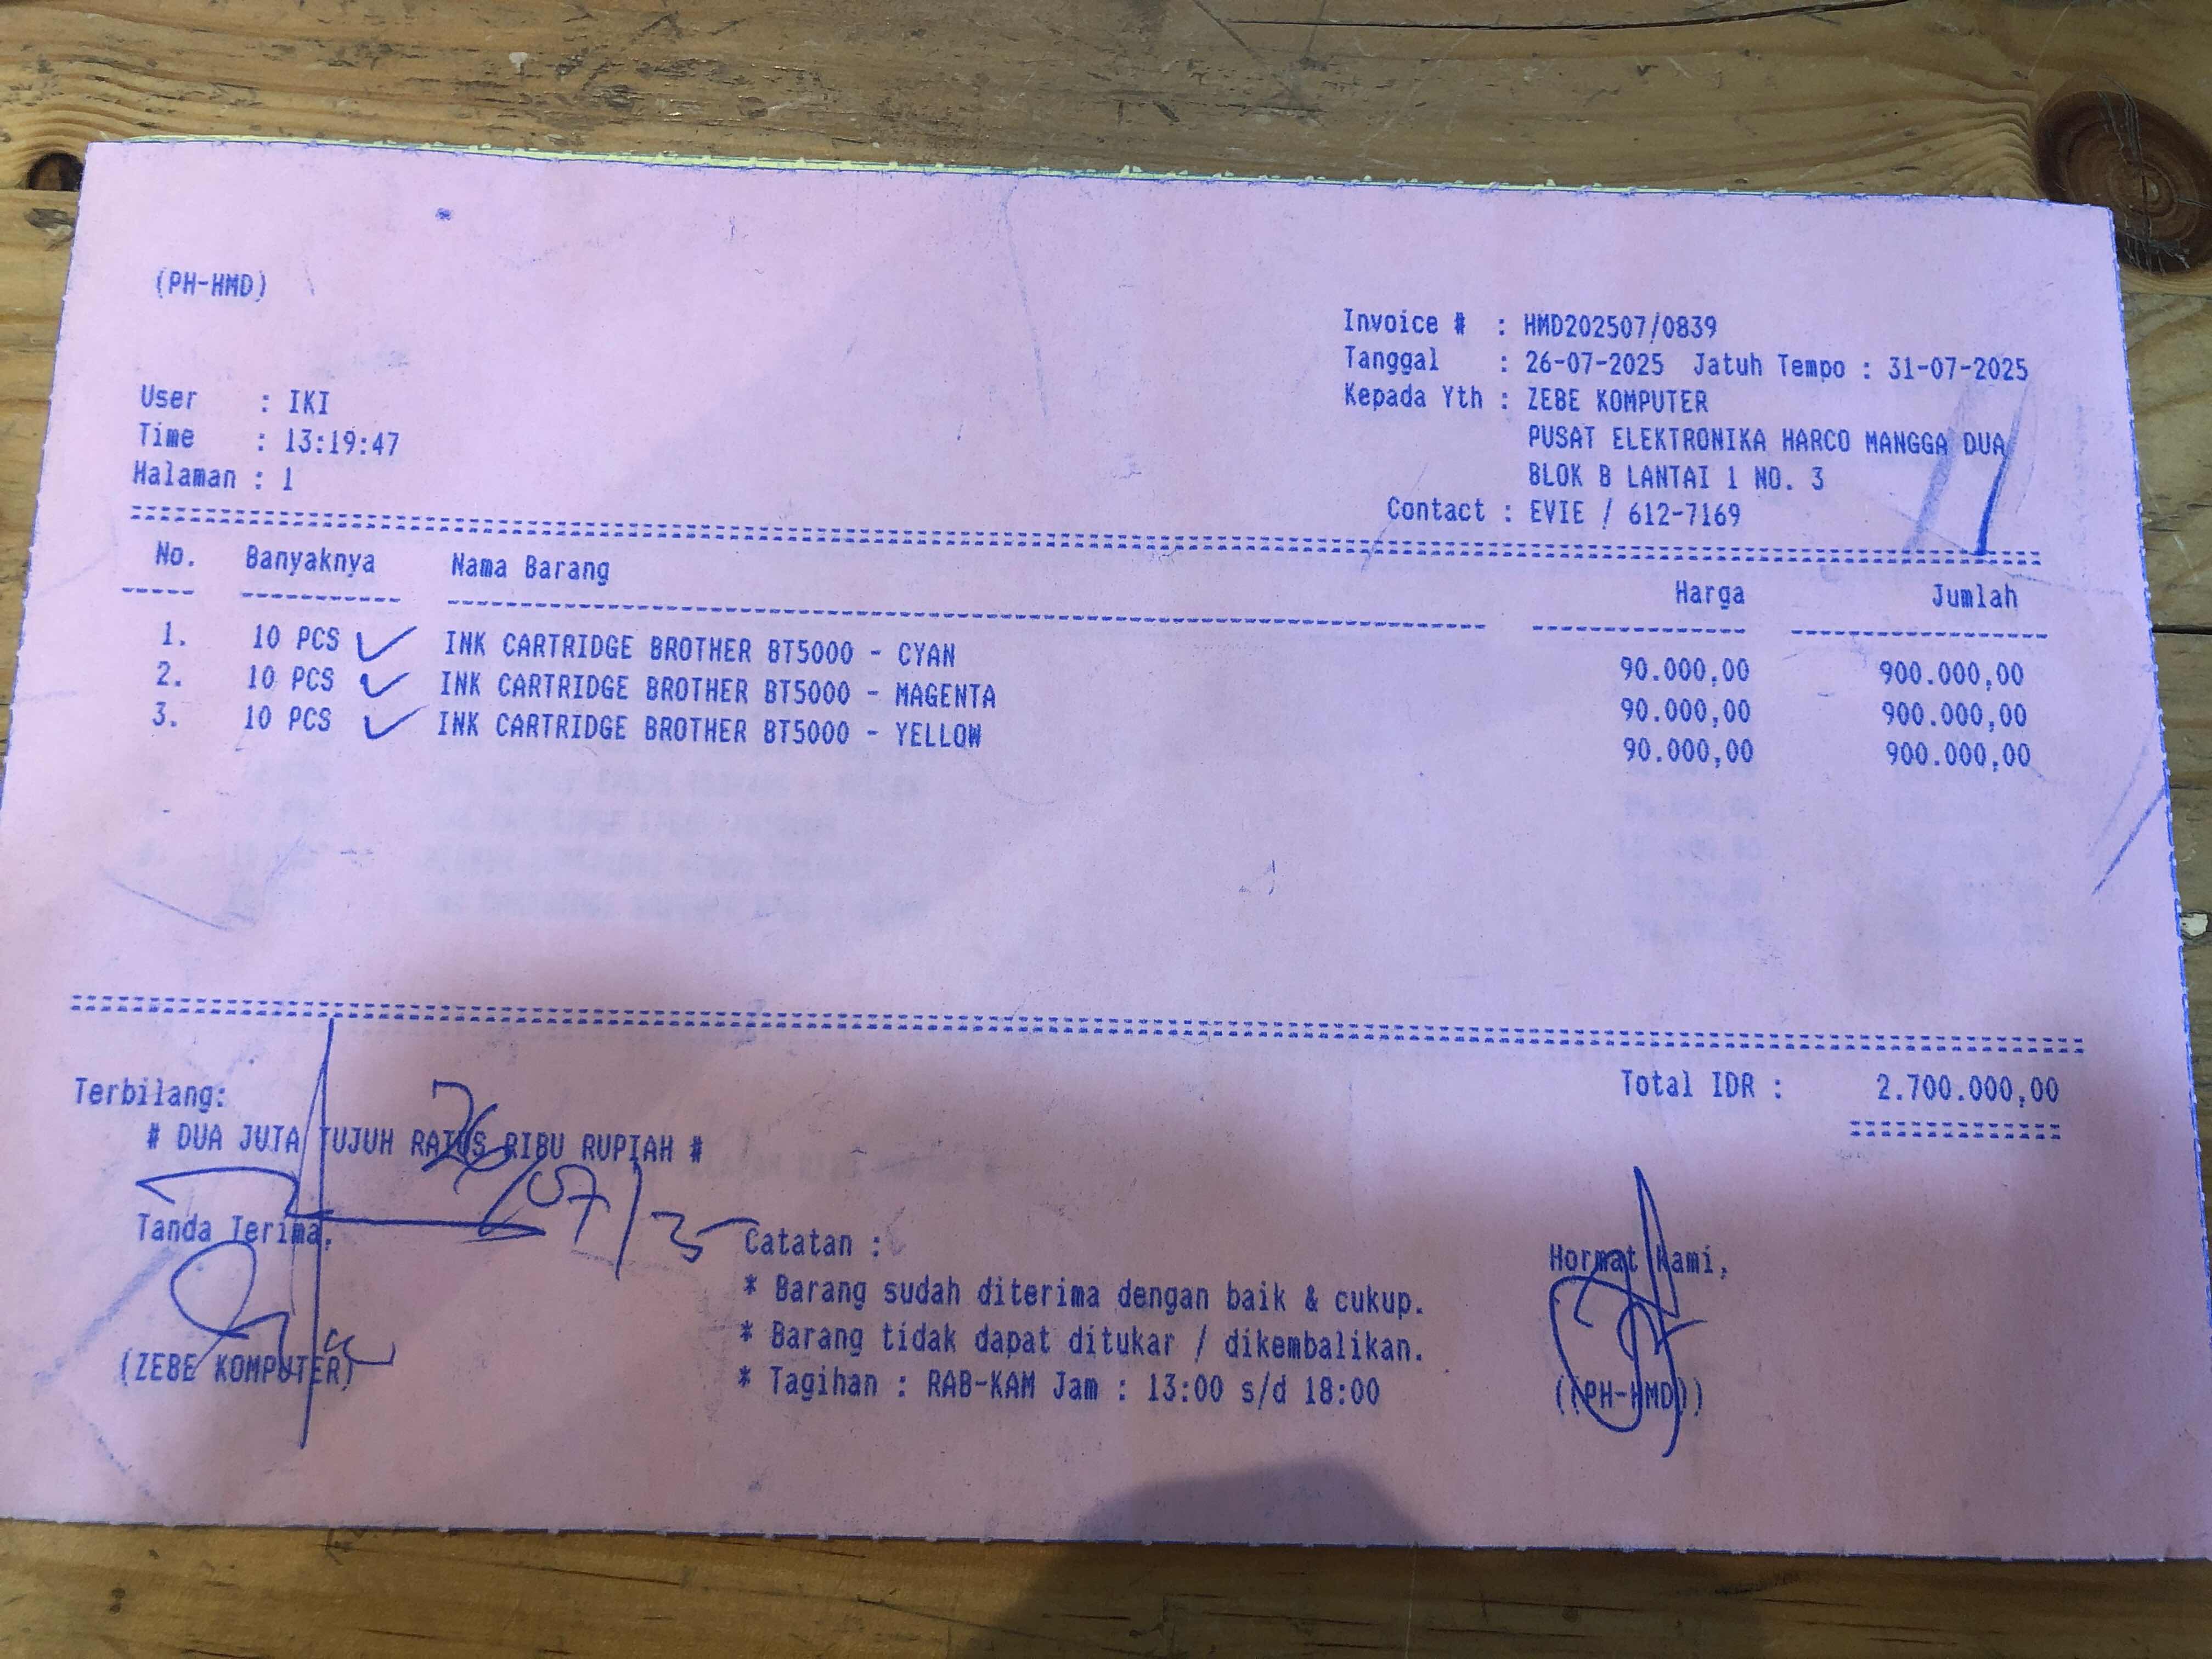 (PH-HMD)
Invoice # : HMD202507/0839
Tanggal : 26-07-2025 Jatuh Tempo : 31-07-2025
Kepada Yth : ZEBE KOMPUTER
PUSAT ELEKTRONIKA HARCO MANGGA DUA
BLOK B LANTAI 1 NO. 3
Contact : EVIE / 612-7169
User : IKI
Time : 13:19:47
Halaman : 1
No. Banyaknya Nama Barang Harga Jumlah
1. 10 PCS INK CARTRIDGE BROTHER BT5000 - CYAN 90.000,00 900.000,00
2. 10 PCS INK CARTRIDGE BROTHER BT5000 - MAGENTA 90.000,00 900.000,00
3. 10 PCS INK CARTRIDGE BROTHER BT5000 - YELLOW 90.000,00 900.000,00
Total IDR : 2.700.000,00
Terbilang:
# DUA JUTA TUJUH RATUS RIBU RUPIAH #
26/07/25
Tanda Terima,
(ZEBE KOMPUTER)
Catatan :
* Barang sudah diterima dengan baik & cukup.
* Barang tidak dapat ditukar / dikembalikan.
* Tagihan : RAB-KAM Jam : 13:00 s/d 18:00
Hormat Kami,
((PH-HMD))